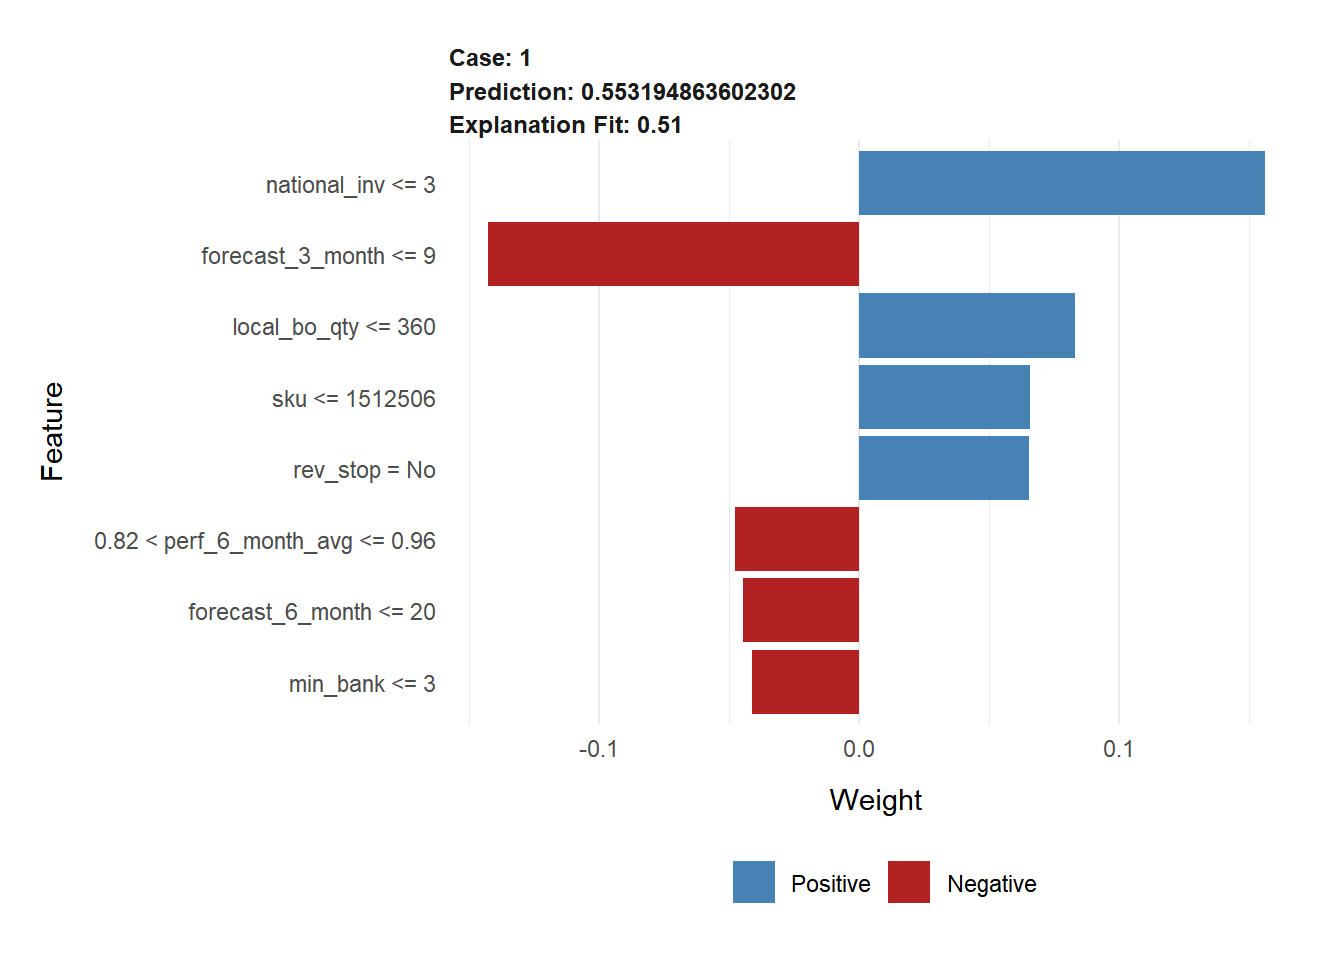 Case: 1
Prediction: 0.553194863602302
Explanation Fit: 0.51
national_inv <= 3
forecast_3_month <= 9
local_bo_qty <= 360
sku <= 1512506
rev_stop = No
0.82 < perf_6_month_avg <= 0.96
forecast_6_month <= 20
min_bank <= 3
Feature
-0.1 0.0 0.1
Weight
Positive Negative